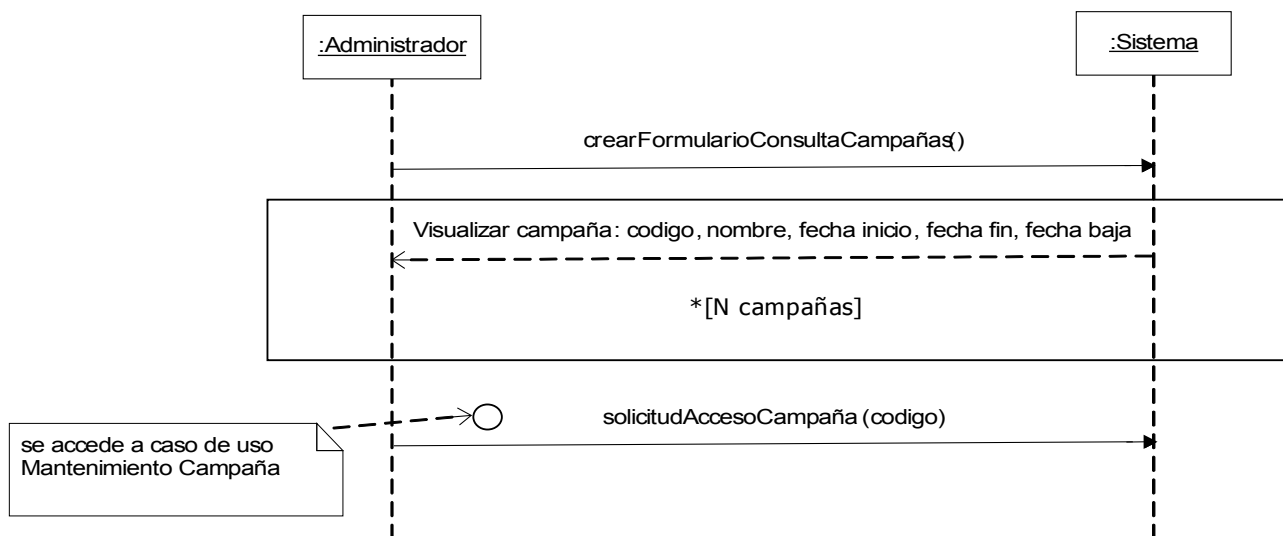 :Administrador
:Sistema
crearFormularioConsultaCampañas()
Visualizar campaña: codigo, nombre, fecha inicio, fecha fin, fecha baja
*[N campañas]
solicitudAccesoCampaña (codigo)
se accede a caso de uso
Mantenimiento Campaña